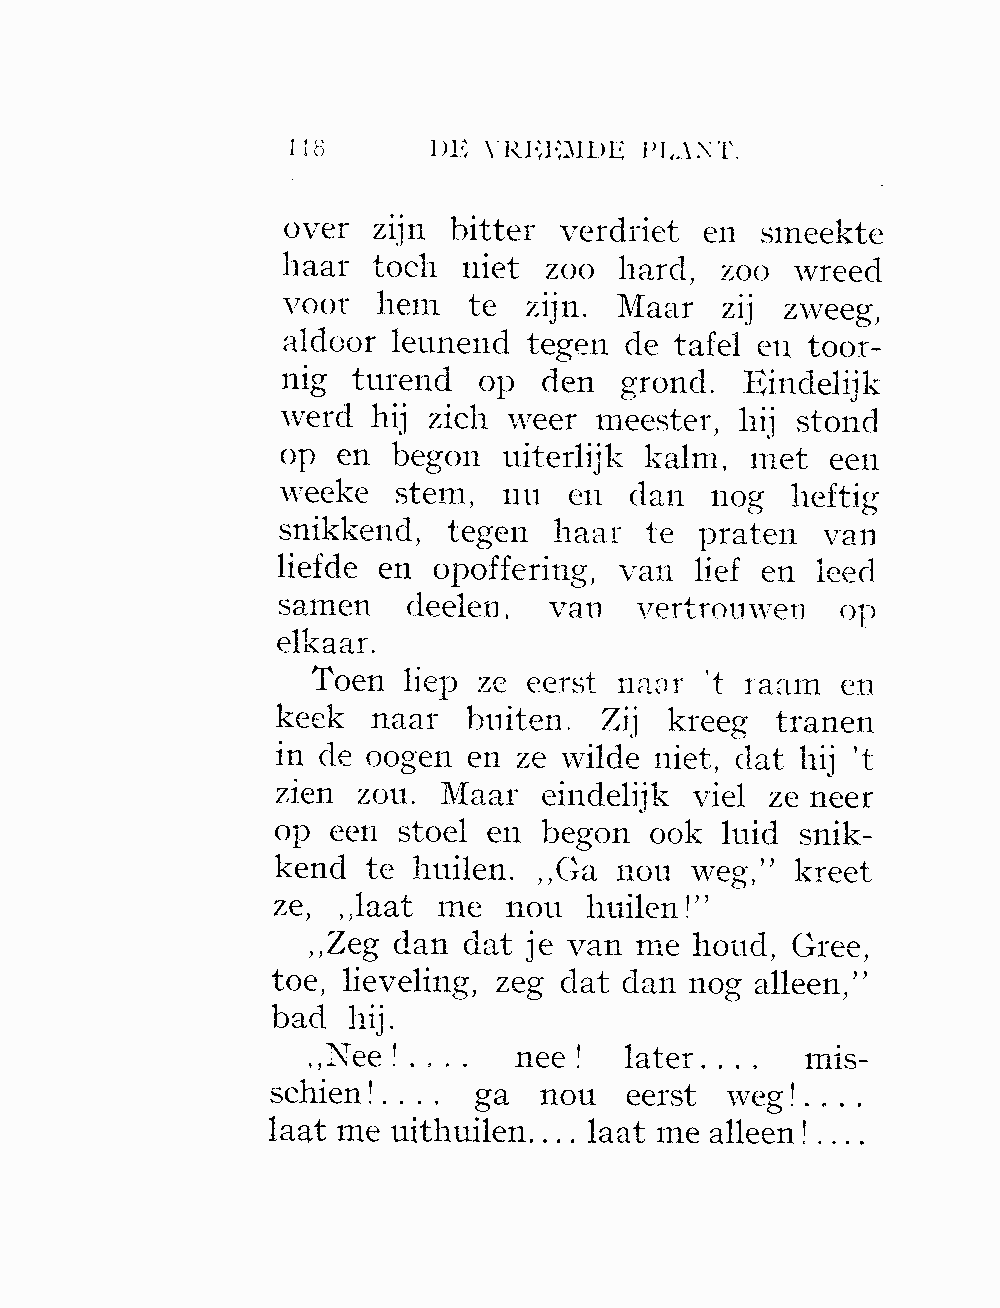 118 DE VREEMDE PLANT.
over zijn bitter verdriet en smeekte
haar toch niet zoo hard, zoo wreed
voor hem te zijn. Maar zij zweeg,
aldoor leunend tegen de tafel en toor-
nig turend op den grond. Eindelijk
werd hij zich weer meester, hij stond
op en begon uiterlijk kalm, met een
weeke stem, nu en dan nog heftig
snikkend, tegen haar te praten van
liefde en opoffering, van lief en leed
samen deelen, van vertrouwen op
elkaar.
Toen liep ze eerst naar 't raam en
keek naar buiten. Zij kreeg tranen
in de oogen en ze wilde niet, dat hij 't
zien zou. Maar eindelijk viel ze neer
op een stoel en begon ook luid snik-
kend te huilen. „Ga nou weg,” kreet
ze, „laat me nou huilen!”
„Zeg dan dat je van me houd, Gree,
toe, lieveling, zeg dat dan nog alleen,”
bad hij.
„Nee!.... nee! later.... mis-
schien!.... ga nou eerst weg!....
laat me uithuilen.... laat me alleen!....